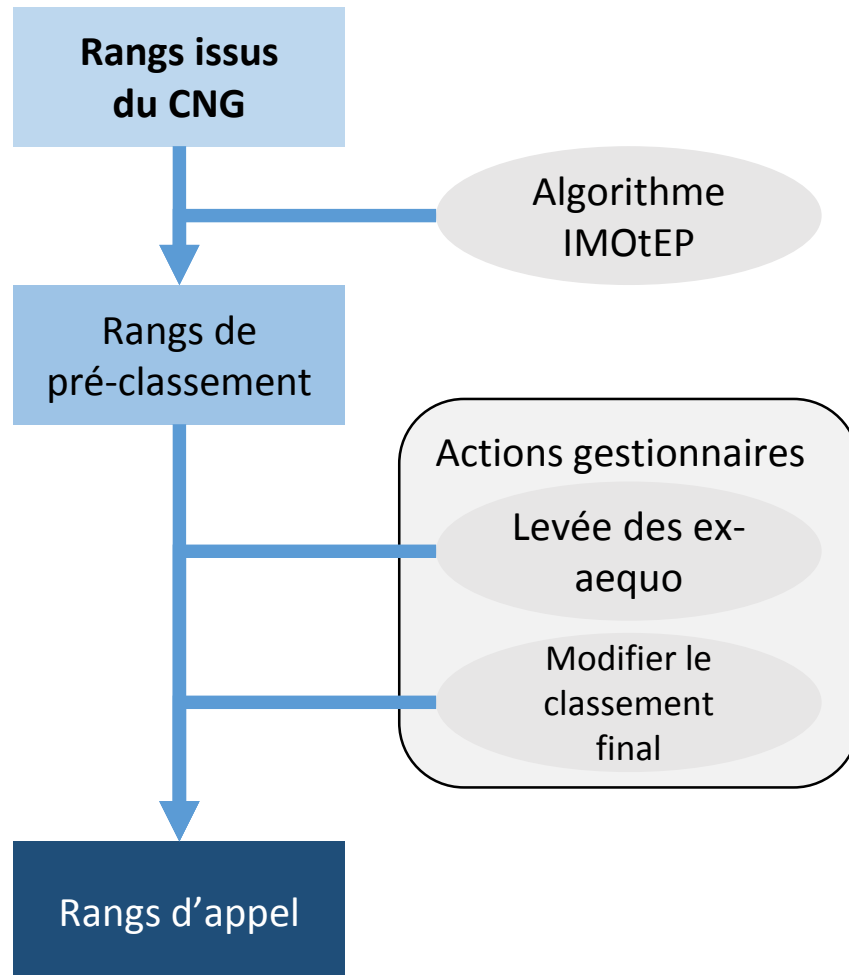 Rangs issus
du CNG
Algorithme
IMOtEP
Rangs de
pré-classement
Actions gestionnaires
Levée des ex-
aequo
Modifier le
classement
final
Rangs d’appel